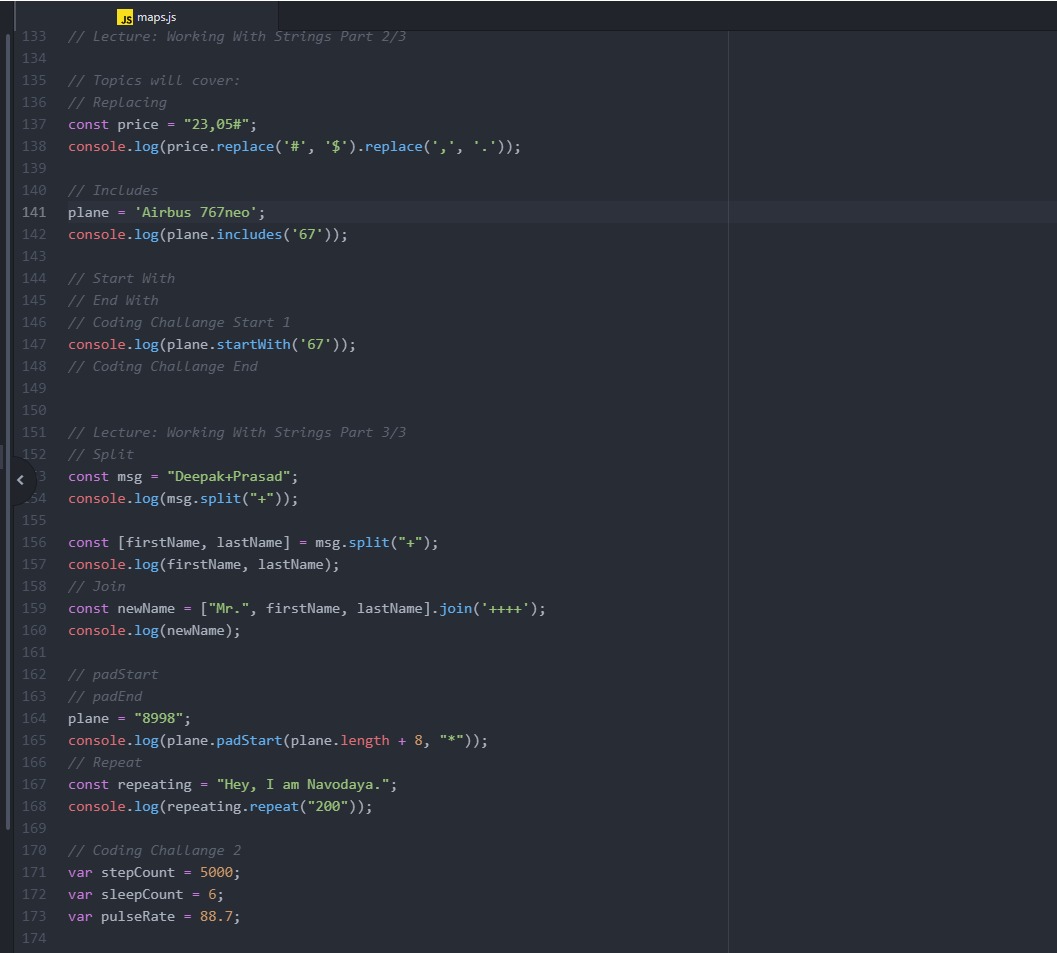 JS maps.js
133 // Lecture: Working With Strings Part 2/3
134
135 // Topics will cover:
136 // Replacing
137 const price = "23,05#";
138 console.log(price.replace('#', '$').replace(',', '.'));
139
140 // Includes
141 plane = 'Airbus 767neo';
142 console.log(plane.includes('67'));
143
144 // Start With
145 // End With
146 // Coding Challange Start 1
147 console.log(plane.startWith('67'));
148 // Coding Challange End
149
150
151 // Lecture: Working With Strings Part 3/3
152 // Split
3 const msg = "Deepak+Prasad";
54 console.log(msg.split("+"));
155
156 const [firstName, lastName] = msg.split("+");
157 console.log(firstName, lastName);
158 // Join
159 const newName = ["Mr.", firstName, lastName].join('++++');
160 console.log(newName);
161
162 // padStart
163 // padEnd
164 plane = "8998";
165 console.log(plane.padStart(plane.length + 8, "*"));
166 // Repeat
167 const repeating = "Hey, I am Navodaya.";
168 console.log(repeating.repeat("200"));
169
170 // Coding Challange 2
171 var stepCount = 5000;
172 var sleepCount = 6;
173 var pulseRate = 88.7;
174